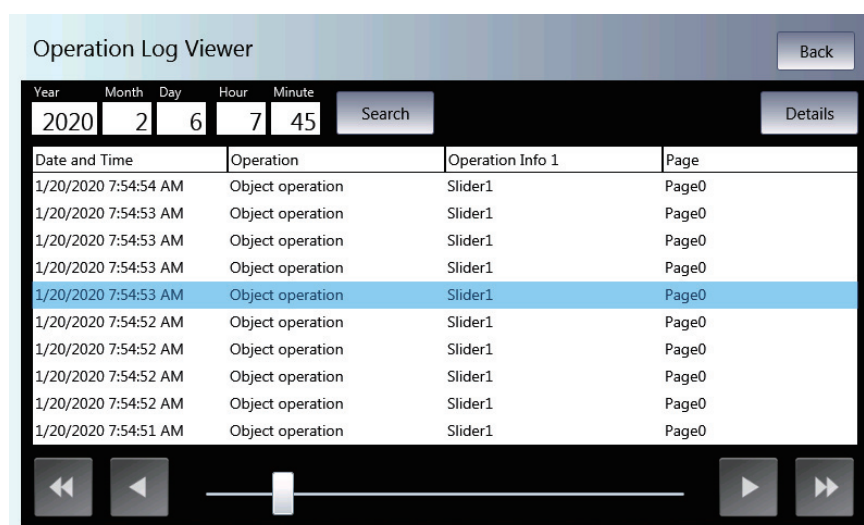 Operation Log Viewer Back
Year Month Day Hour Minute
2020 2 6 7 45 Search Details
Date and Time Operation Operation Info 1 Page
1/20/2020 7:54:54 AM Object operation Slider1 Page0
1/20/2020 7:54:53 AM Object operation Slider1 Page0
1/20/2020 7:54:53 AM Object operation Slider1 Page0
1/20/2020 7:54:53 AM Object operation Slider1 Page0
1/20/2020 7:54:53 AM Object operation Slider1 Page0
1/20/2020 7:54:52 AM Object operation Slider1 Page0
1/20/2020 7:54:52 AM Object operation Slider1 Page0
1/20/2020 7:54:52 AM Object operation Slider1 Page0
1/20/2020 7:54:52 AM Object operation Slider1 Page0
1/20/2020 7:54:51 AM Object operation Slider1 Page0